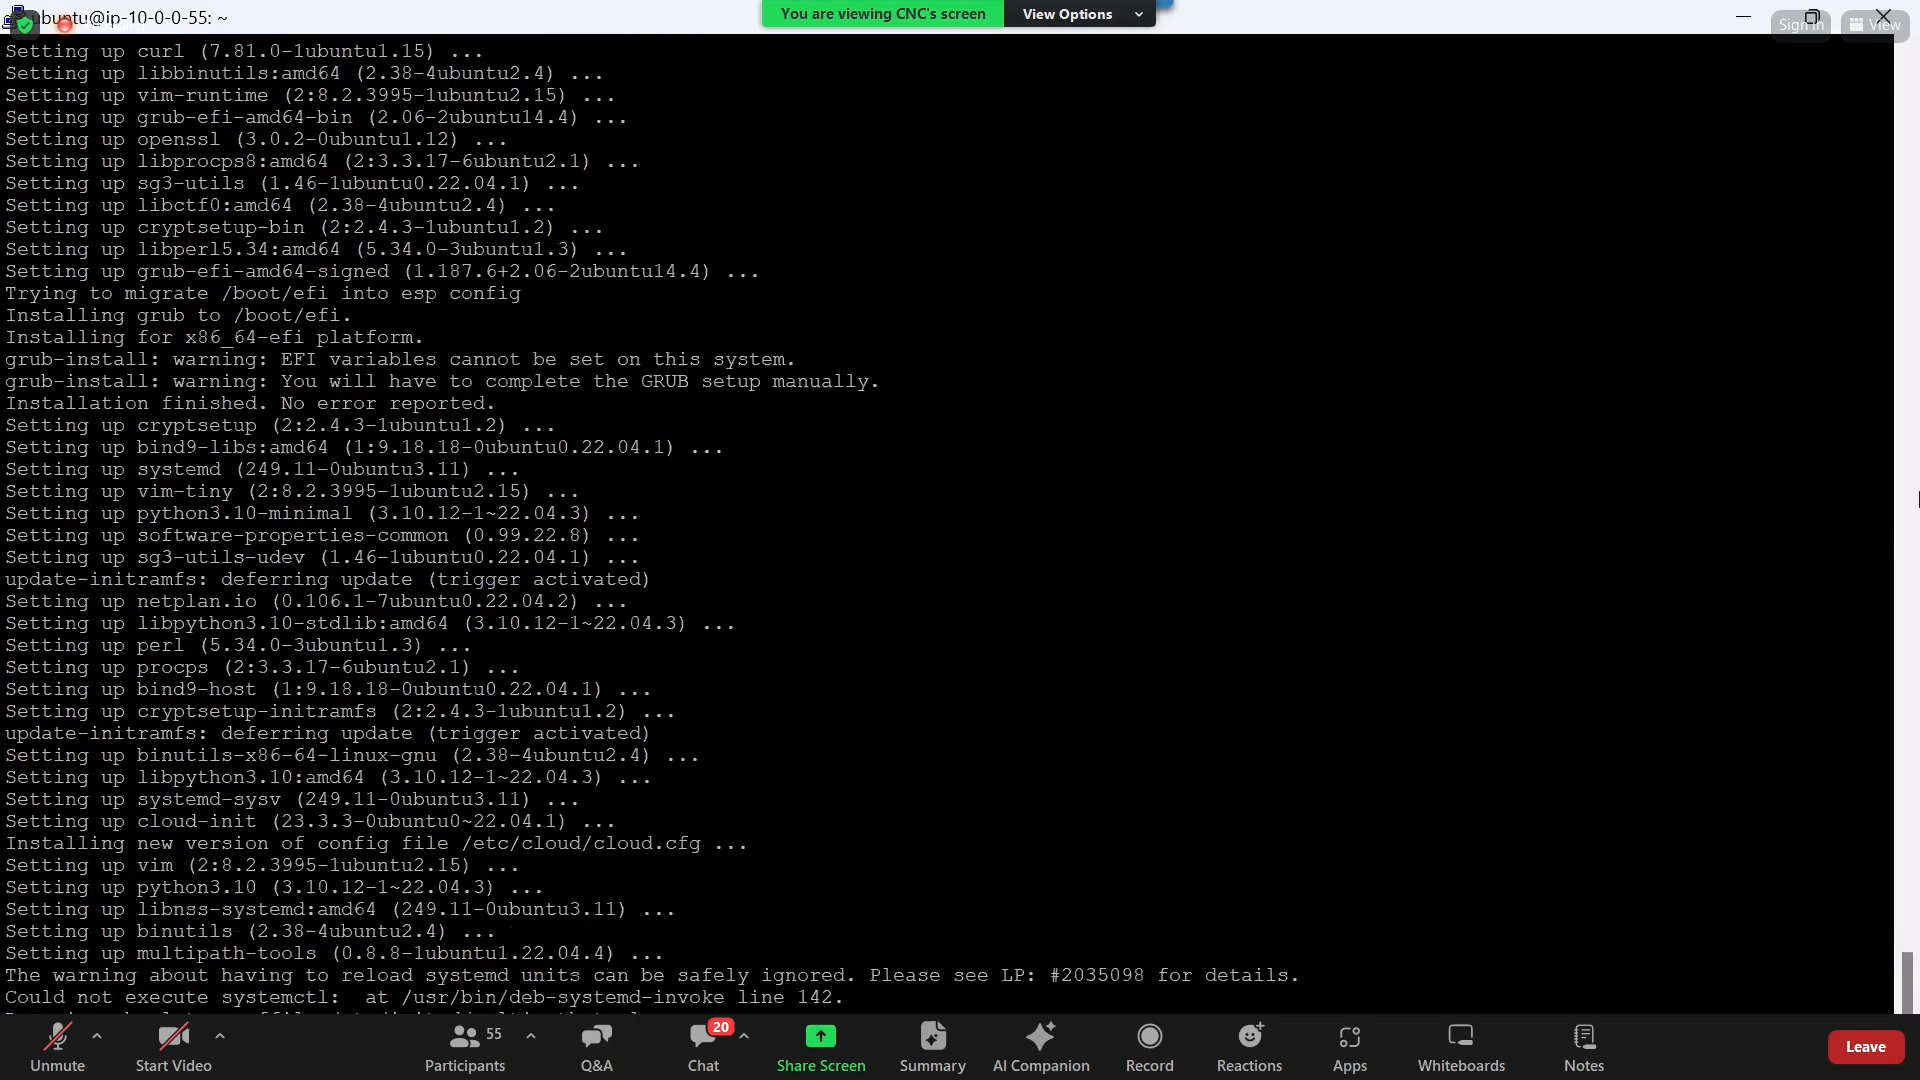 ubuntu@ip-10-0-0-55: ~
You are viewing CNC's screen
View Options
Sign in
View
Setting up curl (7.81.0-1ubuntu1.15) ...
Setting up libbinutils:amd64 (2.38-4ubuntu2.4) ...
Setting up vim-runtime (2:8.2.3995-1ubuntu2.15) ...
Setting up grub-efi-amd64-bin (2.06-2ubuntu14.4) ...
Setting up openssl (3.0.2-0ubuntu1.12) ...
Setting up libprocps8:amd64 (2:3.3.17-6ubuntu2.1) ...
Setting up sg3-utils (1.46-1ubuntu0.22.04.1) ...
Setting up libctf0:amd64 (2.38-4ubuntu2.4) ...
Setting up cryptsetup-bin (2:2.4.3-1ubuntu1.2) ...
Setting up libperl5.34:amd64 (5.34.0-3ubuntu1.3) ...
Setting up grub-efi-amd64-signed (1.187.6+2.06-2ubuntu14.4) ...
Trying to migrate /boot/efi into esp config
Installing grub to /boot/efi.
Installing for x86_64-efi platform.
grub-install: warning: EFI variables cannot be set on this system.
grub-install: warning: You will have to complete the GRUB setup manually.
Installation finished. No error reported.
Setting up cryptsetup (2:2.4.3-1ubuntu1.2) ...
Setting up bind9-libs:amd64 (1:9.18.18-0ubuntu0.22.04.1) ...
Setting up systemd (249.11-0ubuntu3.11) ...
Setting up vim-tiny (2:8.2.3995-1ubuntu2.15) ...
Setting up python3.10-minimal (3.10.12-1~22.04.3) ...
Setting up software-properties-common (0.99.22.8) ...
Setting up sg3-utils-udev (1.46-1ubuntu0.22.04.1) ...
update-initramfs: deferring update (trigger activated)
Setting up netplan.io (0.106.1-7ubuntu0.22.04.2) ...
Setting up libpython3.10-stdlib:amd64 (3.10.12-1~22.04.3) ...
Setting up perl (5.34.0-3ubuntu1.3) ...
Setting up procps (2:3.3.17-6ubuntu2.1) ...
Setting up bind9-host (1:9.18.18-0ubuntu0.22.04.1) ...
Setting up cryptsetup-initramfs (2:2.4.3-1ubuntu1.2) ...
update-initramfs: deferring update (trigger activated)
Setting up binutils-x86-64-linux-gnu (2.38-4ubuntu2.4) ...
Setting up libpython3.10:amd64 (3.10.12-1~22.04.3) ...
Setting up systemd-sysv (249.11-0ubuntu3.11) ...
Setting up cloud-init (23.3.3-0ubuntu0~22.04.1) ...
Installing new version of config file /etc/cloud/cloud.cfg ...
Setting up vim (2:8.2.3995-1ubuntu2.15) ...
Setting up python3.10 (3.10.12-1~22.04.3) ...
Setting up libnss-systemd:amd64 (249.11-0ubuntu3.11) ...
Setting up binutils (2.38-4ubuntu2.4) ...
Setting up multipath-tools (0.8.8-1ubuntu1.22.04.4) ...
The warning about having to reload systemd units can be safely ignored. Please see LP: #2035098 for details.
Could not execute systemctl:  at /usr/bin/deb-systemd-invoke line 142.
55
20
Unmute
Start Video
Participants
Q&A
Chat
Share Screen
Summary
AI Companion
Record
Reactions
Apps
Whiteboards
Notes
Leave